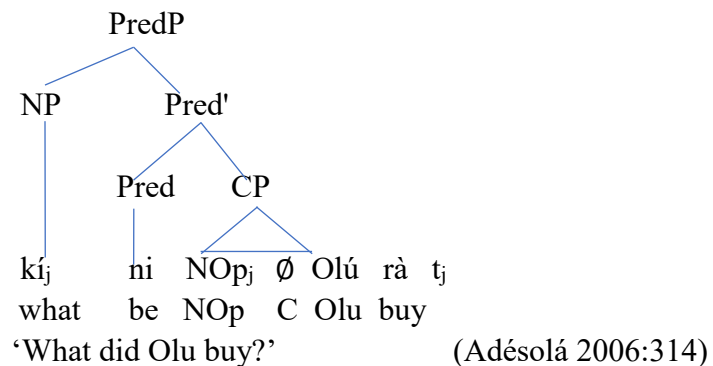 PredP
NP Pred'
Pred CP
kíj ni NOpj Ø Olú rà tj
what be NOp C Olu buy
‘What did Olu buy?’ (Adésolá 2006:314)